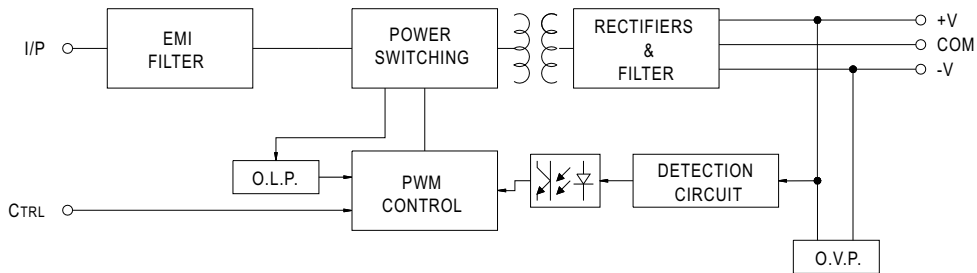 I/P
EMI
FILTER
POWER
SWITCHING
RECTIFIERS
&
FILTER
+V
COM
-V
O.L.P.
PWM
CONTROL
DETECTION
CIRCUIT
CTRL
O.V.P.